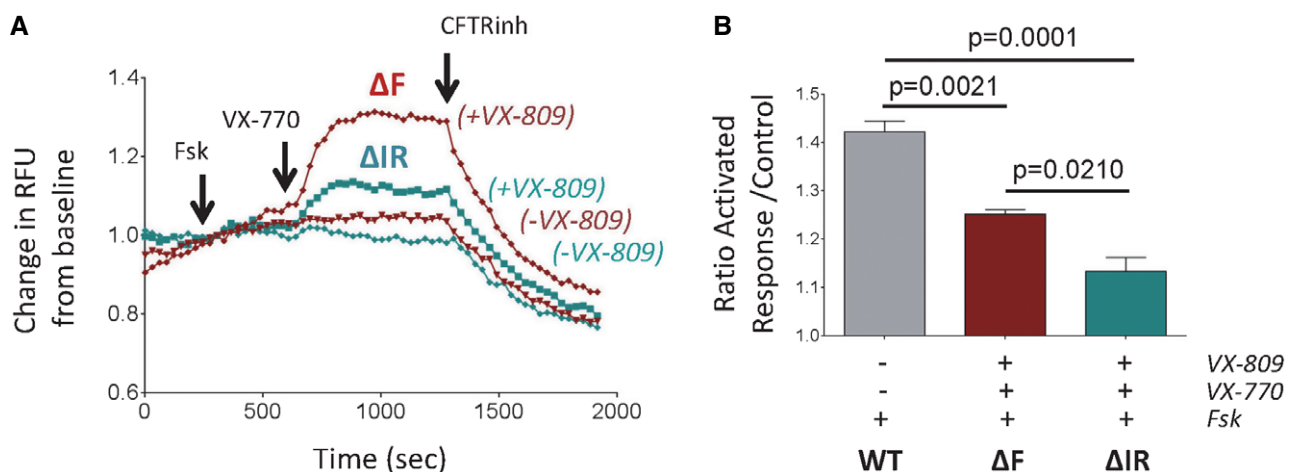 A
CFTRinh
1.4
ΔF
(+VX-809)
VX-770
Fsk
1.2
ΔIR
(+VX-809)
(-VX-809)
(-VX-809)
1.0
0.8
0.6
Change in RFU
from baseline
0
500
1000
1500
2000
Time (sec)
B
p=0.0001
p=0.0021
p=0.0210
1.5
1.4
1.3
1.2
1.1
1.0
Ratio Activated
Response /Control
- + + VX-809
- + + VX-770
+ + + Fsk
WT ΔF ΔIR